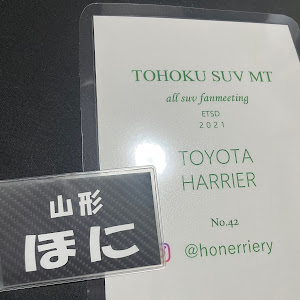 TOHOKU SUV MT
all suv fanmeeting
ETSD
2021
TOYOTA
HARRIER
No.42
@honerriery
山形
ほに